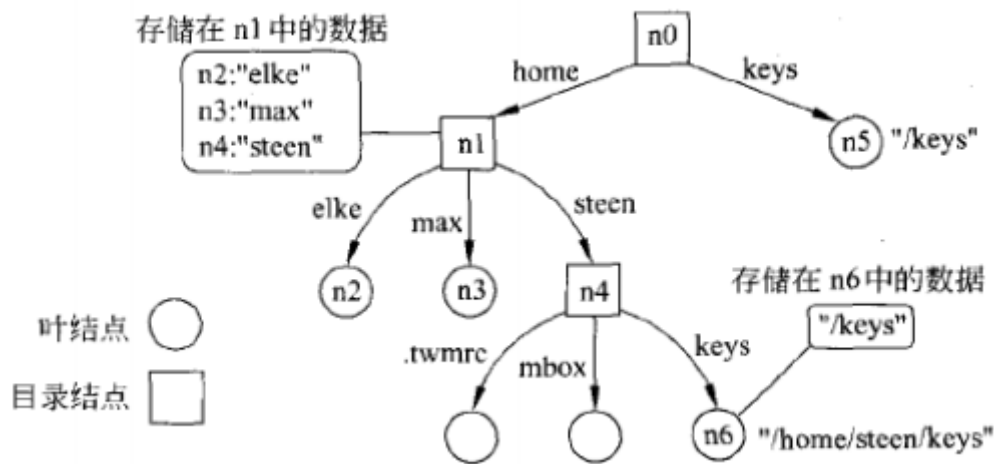 存储在 n1 中的数据
n0
n2:"elke"
n3:"max"
n4:"steen"
home
keys
n1
n5 "/keys"
elke
max
steen
n2
n3
n4
存储在 n6 中的数据
"/keys"
叶结点
.twmrc
mbox
keys
目录结点
n6 "/home/steen/keys"